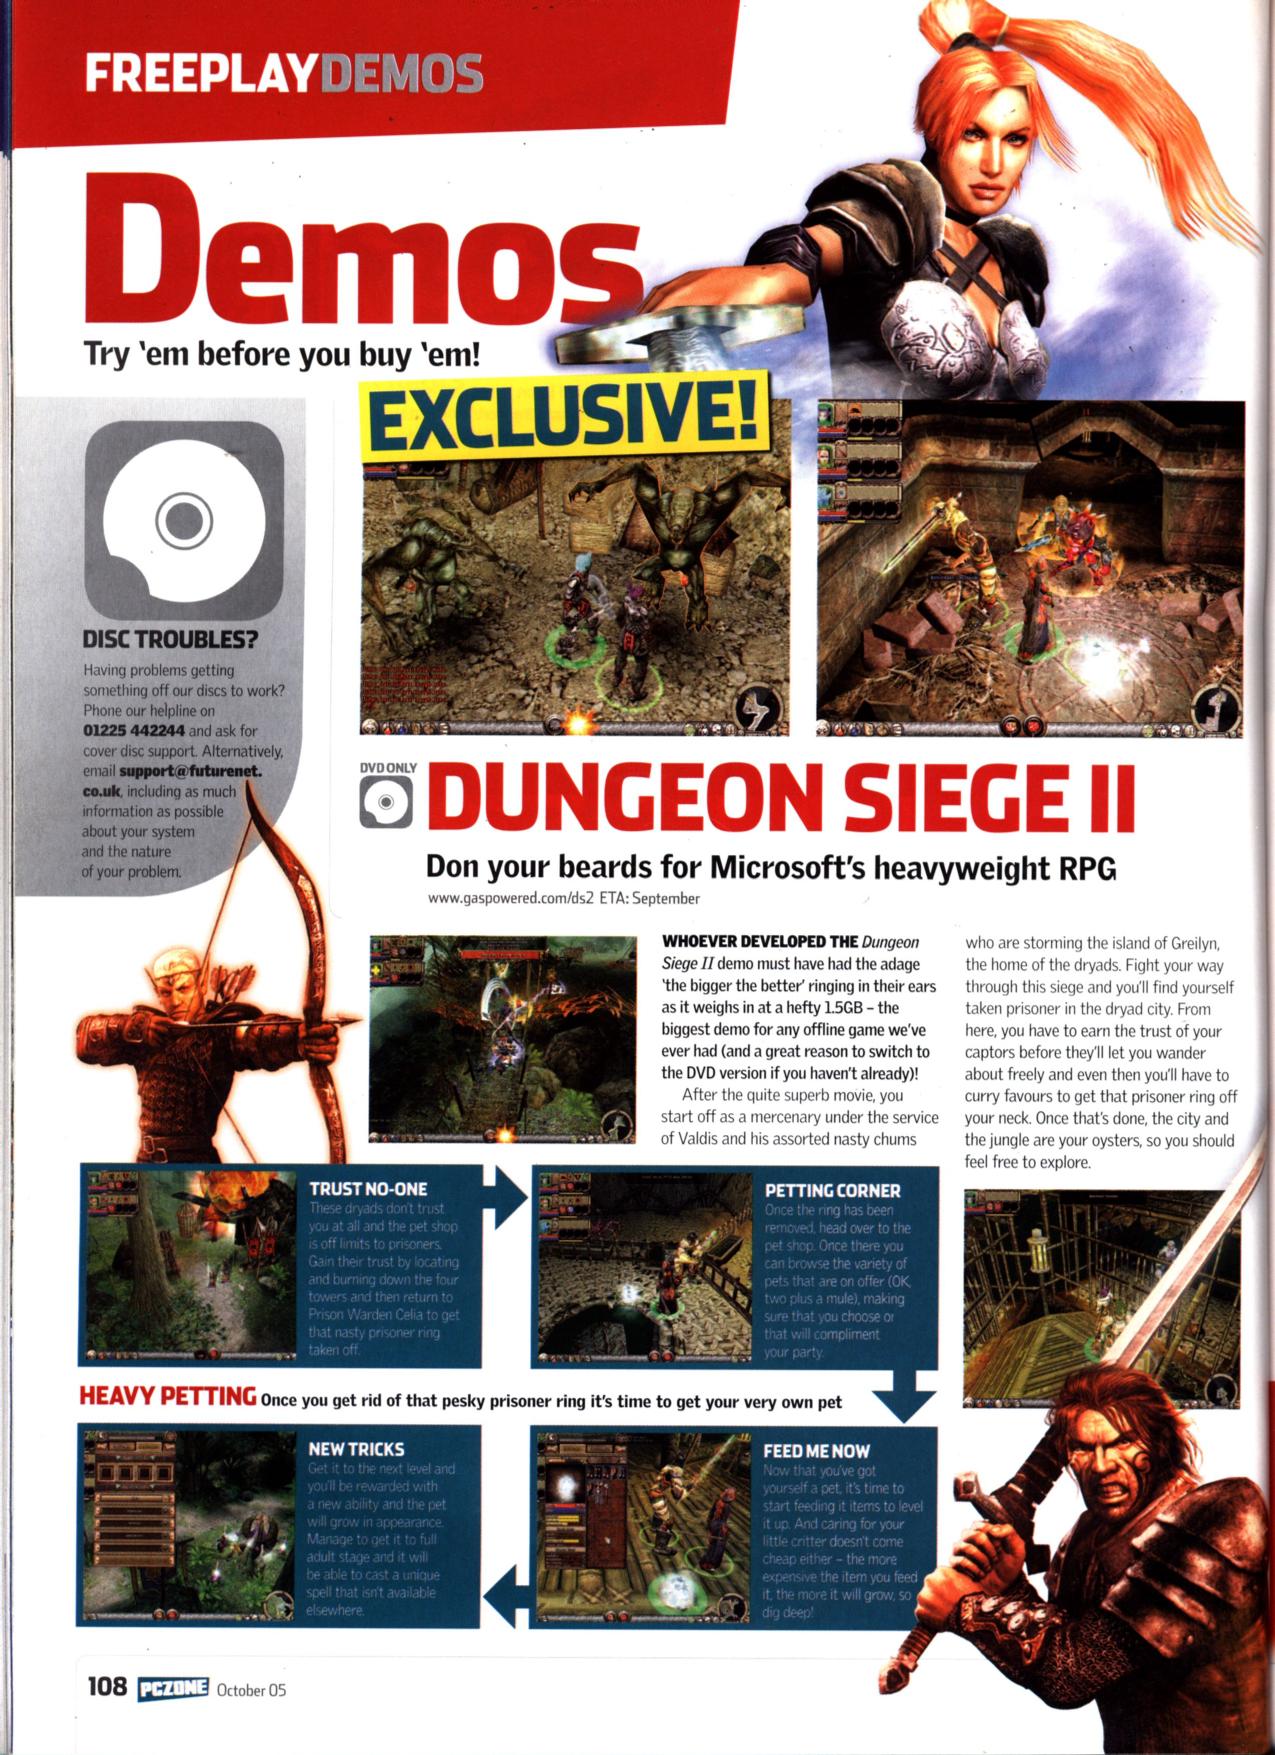 FREEPLAYDEMOS
Demos
Try 'em before you buy 'em!
EXCLUSIVE!
DISC TROUBLES?
Having problems getting
something off our discs to work?
Phone our helpline on
01225 442244 and ask for
cover disc support. Alternatively,
email support@futurenet.
co.uk, including as much
information as possible
about your system
and the nature
of your problem.
DVD ONLY
DUNGEON SIEGE II
Don your beards for Microsoft's heavyweight RPG
www.gaspowered.com/ds2 ETA: September
WHOEVER DEVELOPED THE Dungeon
Siege II demo must have had the adage
'the bigger the better' ringing in their ears
as it weighs in at a hefty 1.5GB – the
biggest demo for any offline game we've
ever had (and a great reason to switch to
the DVD version if you haven't already)!
After the quite superb movie, you
start off as a mercenary under the service
of Valdis and his assorted nasty chums
who are storming the island of Greilyn,
the home of the dryads. Fight your way
through this siege and you'll find yourself
taken prisoner in the dryad city. From
here, you have to earn the trust of your
captors before they'll let you wander
about freely and even then you'll have to
curry favours to get that prisoner ring off
your neck. Once that's done, the city and
the jungle are your oysters, so you should
feel free to explore.
TRUST NO-ONE
These dryads don't trust
you at all and the pet shop
is off limits to prisoners.
Gain their trust by locating
and burning down the four
towers and then return to
Prison Warden Celia to get
that nasty prisoner ring
taken off.
PETTING CORNER
Once the ring has been
removed, head over to the
pet shop. Once there you
can browse the variety of
pets that are on offer (OK,
two plus a mule), making
sure that you choose or
that will compliment
your party.
HEAVY PETTING Once you get rid of that pesky prisoner ring it's time to get your very own pet
NEW TRICKS
Get it to the next level and
you'll be rewarded with
a new ability and the pet
will grow in appearance.
Manage to get it to full
adult stage and it will
be able to cast a unique
spell that isn't available
elsewhere.
FEED ME NOW
Now that you've got
yourself a pet, it's time to
start feeding it items to level
it up. And caring for your
little critter doesn't come
cheap either – the more
expensive the item you feed
it, the more it will grow, so
dig deep!
108 PCZONE October 05